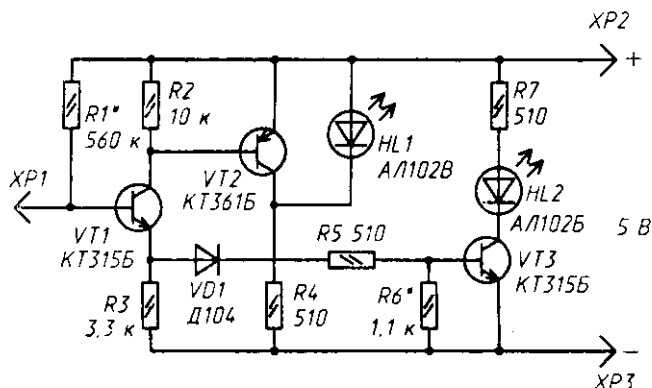 XP2
+
R1*
560 к
R2
10 к
R7
510
HL1
АЛ102В
XP1
VT2
КТ361Б
HL2
АЛ102Б
5 В
VT1
КТ315Б
R5 510
VT3
КТ315Б
R3
3,3 к
VD1
Д104
R4
510
R6*
1,1 к
−
XP3